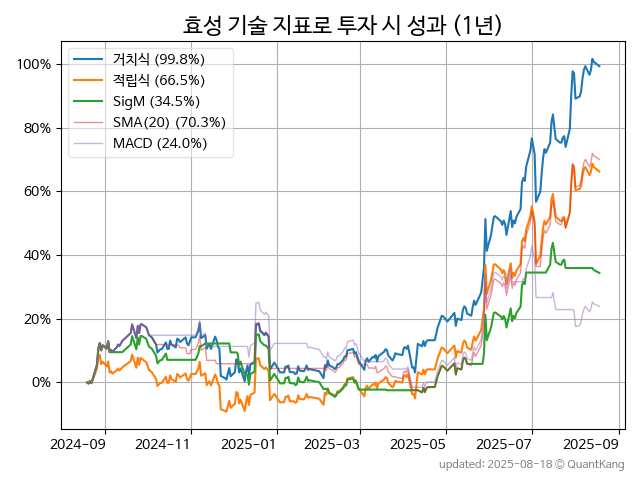 효성 기술 지표로 투자 시 성과 (1년)
거치식 (99.8%)
적립식 (66.5%)
SigM (34.5%)
SMA(20) (70.3%)
MACD (24.0%)
100%
80%
60%
40%
20%
0%
2024-09 2024-11 2025-01 2025-03 2025-05 2025-07 2025-09
updated: 2025-08-18 © QuantKang